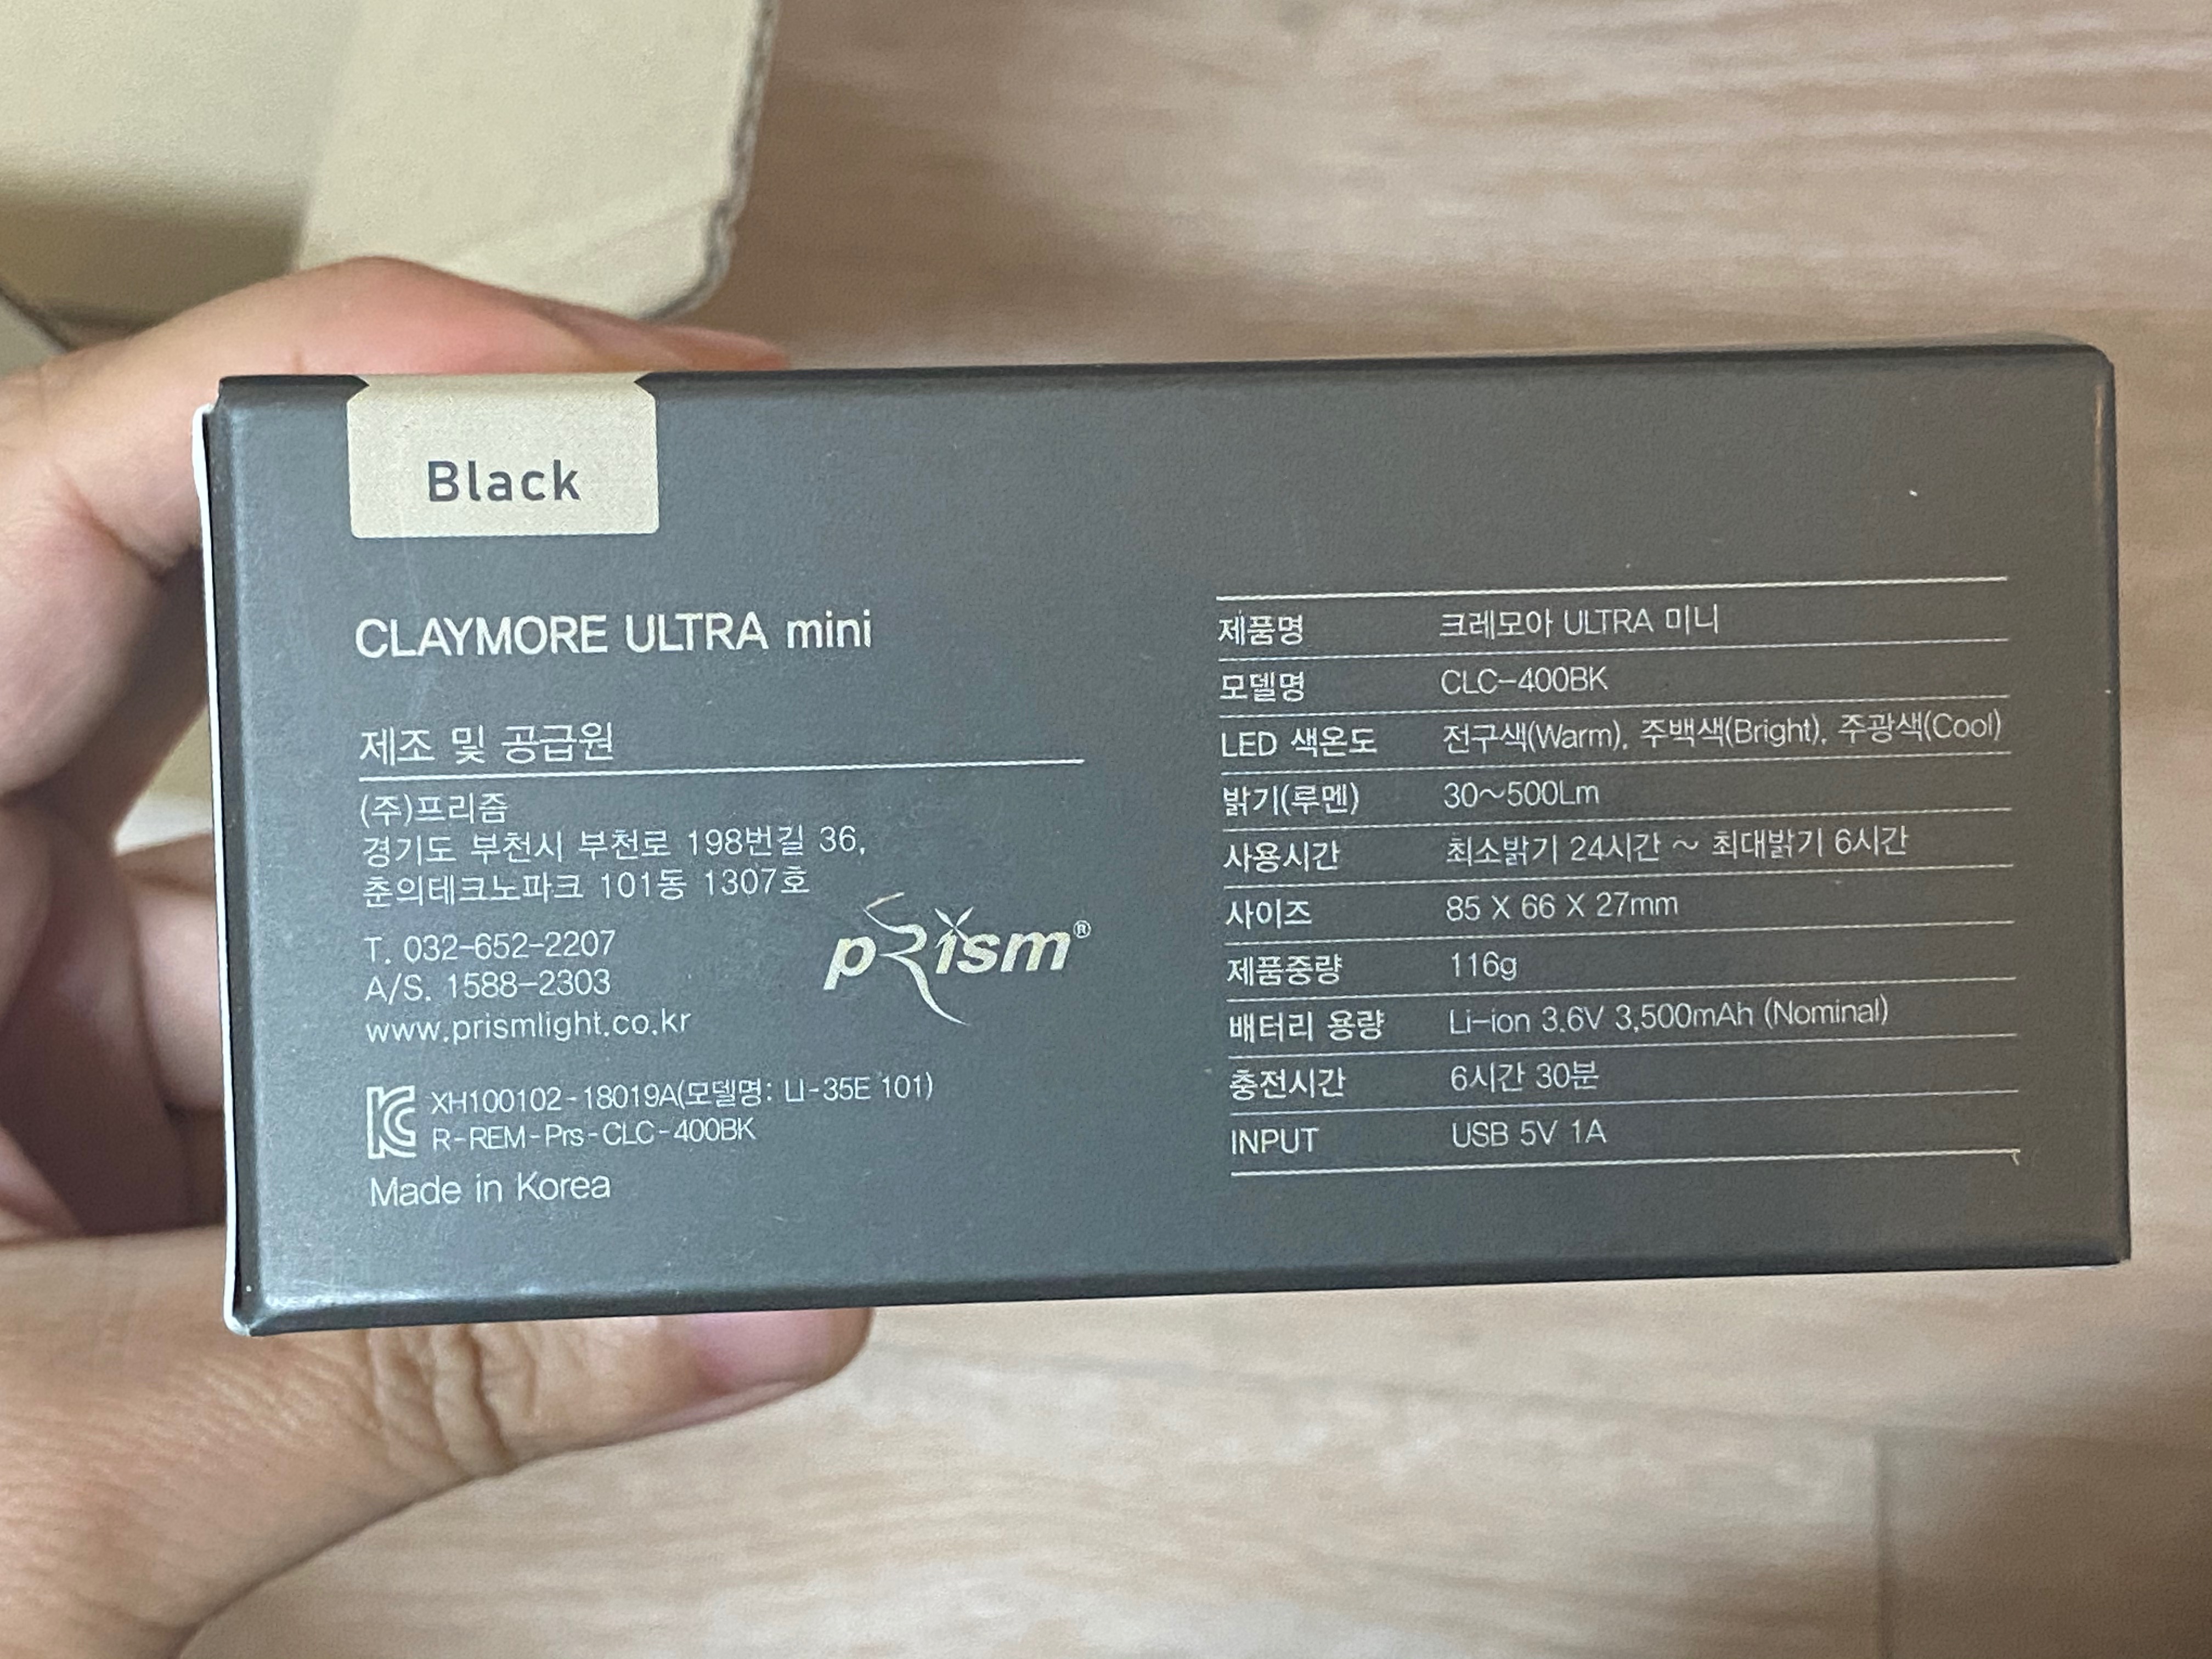 Black
CLAYMORE ULTRA mini
제조 및 공급원
(주)프리즘
경기도 부천시 부천로 198번길 36,
춘의테크노파크 101동 1307호
T. 032-652-2207
A/S. 1588-2303
www.prismlight.co.kr
pRism®
KC XH100102-18019A(모델명: LI-35E 101)
R-REM-Prs-CLC-400BK
Made in Korea
제품명 크레모아 ULTRA 미니
모델명 CLC-400BK
LED 색온도 전구색(Warm), 주백색(Bright), 주광색(Cool)
밝기(루멘) 30~500Lm
사용시간 최소밝기 24시간 ~ 최대밝기 6시간
사이즈 85 X 66 X 27mm
제품중량 116g
배터리 용량 Li-ion 3.6V 3,500mAh (Nominal)
충전시간 6시간 30분
INPUT USB 5V 1A